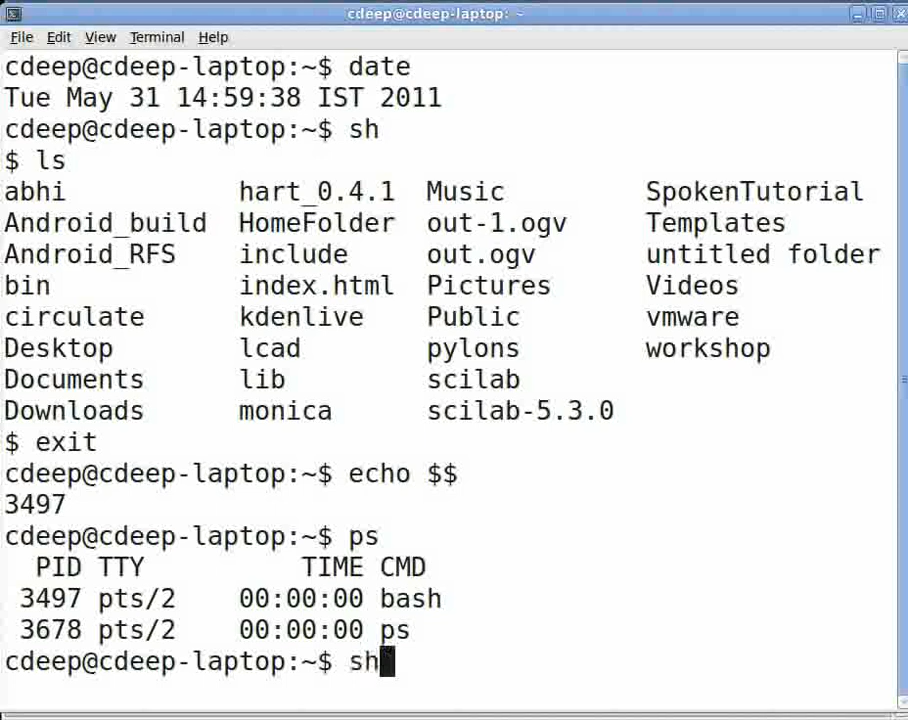 cdeep@cdeep-laptop: ~
File Edit View Terminal Help
cdeep@cdeep-laptop:~$ date
Tue May 31 14:59:38 IST 2011
cdeep@cdeep-laptop:~$ sh
$ ls
abhi hart_0.4.1 Music SpokenTutorial
Android_build HomeFolder out-1.ogv Templates
Android_RFS include out.ogv untitled folder
bin index.html Pictures Videos
circulate kdenlive Public vmware
Desktop lcad pylons workshop
Documents lib scilab
Downloads monica scilab-5.3.0
$ exit
cdeep@cdeep-laptop:~$ echo $$
3497
cdeep@cdeep-laptop:~$ ps
PID TTY TIME CMD
3497 pts/2 00:00:00 bash
3678 pts/2 00:00:00 ps
cdeep@cdeep-laptop:~$ sh